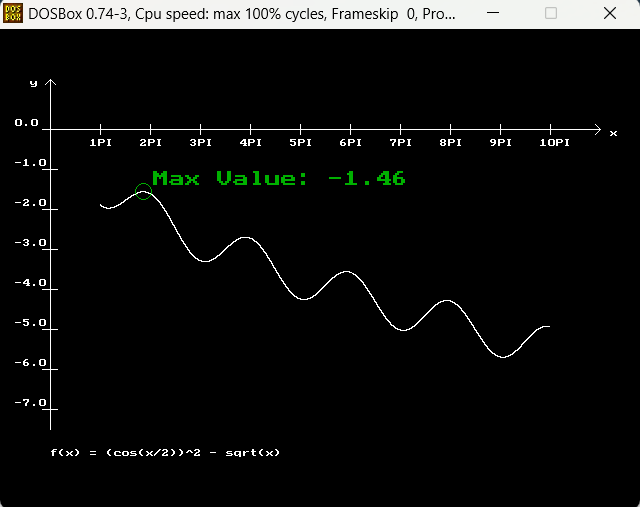 DOSBox 0.74-3, Cpu speed: max 100% cycles, Frameskip 0, Pro...
y
0.0
x
1PI 2PI 3PI 4PI 5PI 6PI 7PI 8PI 9PI 10PI
-1.0
Max Value: -1.46
-2.0
-3.0
-4.0
-5.0
-6.0
-7.0
f(x) = (cos(x/2))^2 - sqrt(x)